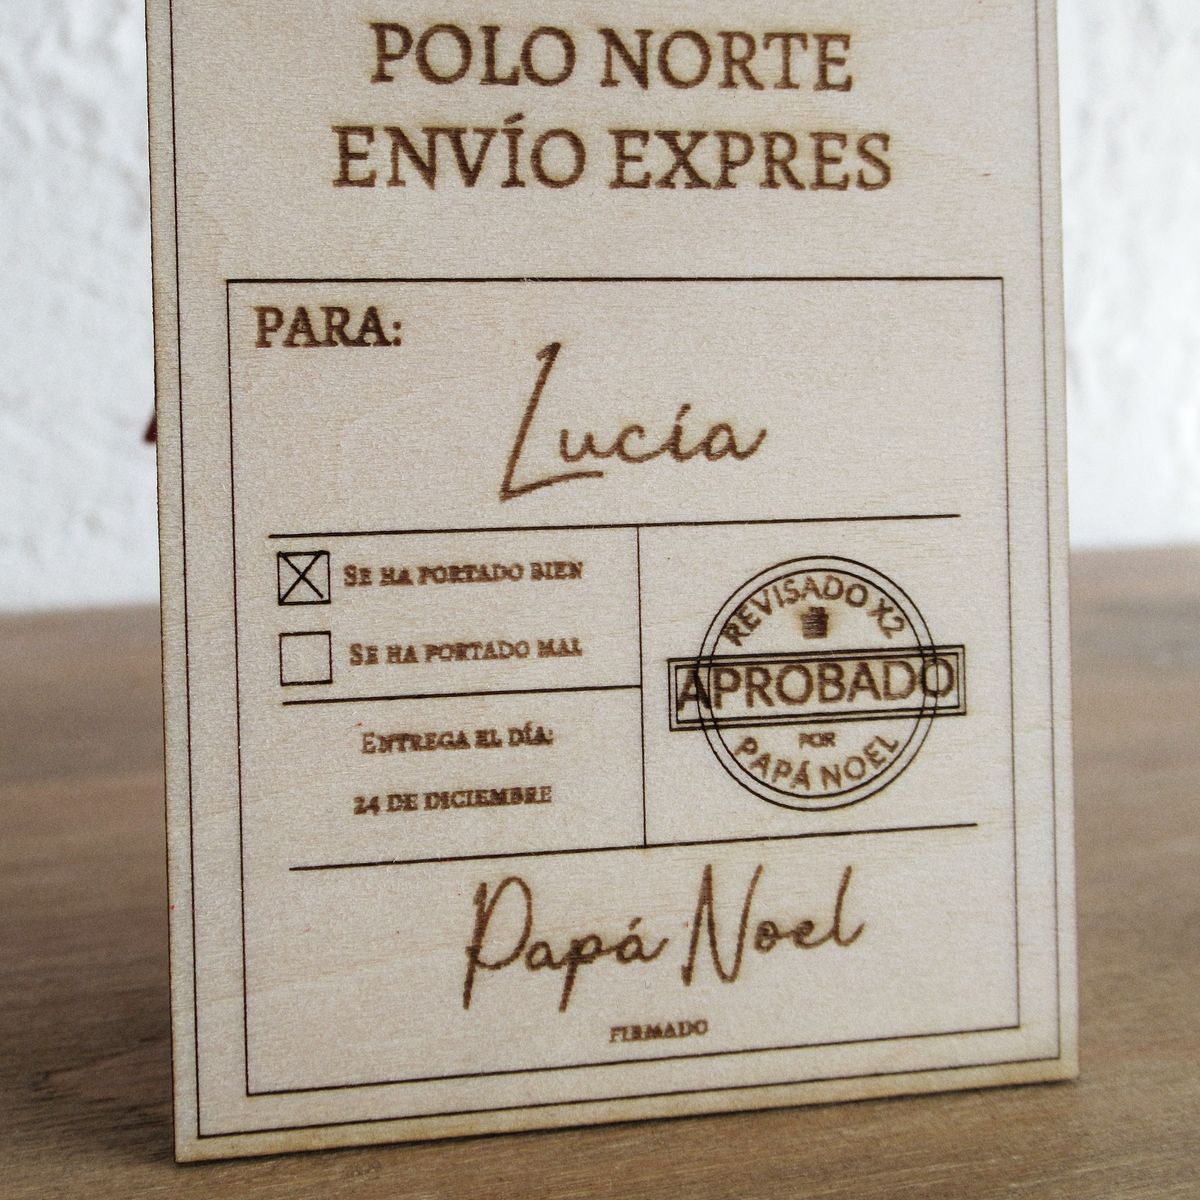 POLO NORTE
ENVÍO EXPRES
PARA:
Lucía
SE HA PORTADO BIEN
SE HA PORTADO MAL
ENTREGA EL DÍA:
24 DE DICIEMBRE
REVISADO X2
APROBADO
POR
PAPÁ NOEL
Papá Noel
FIRMADO